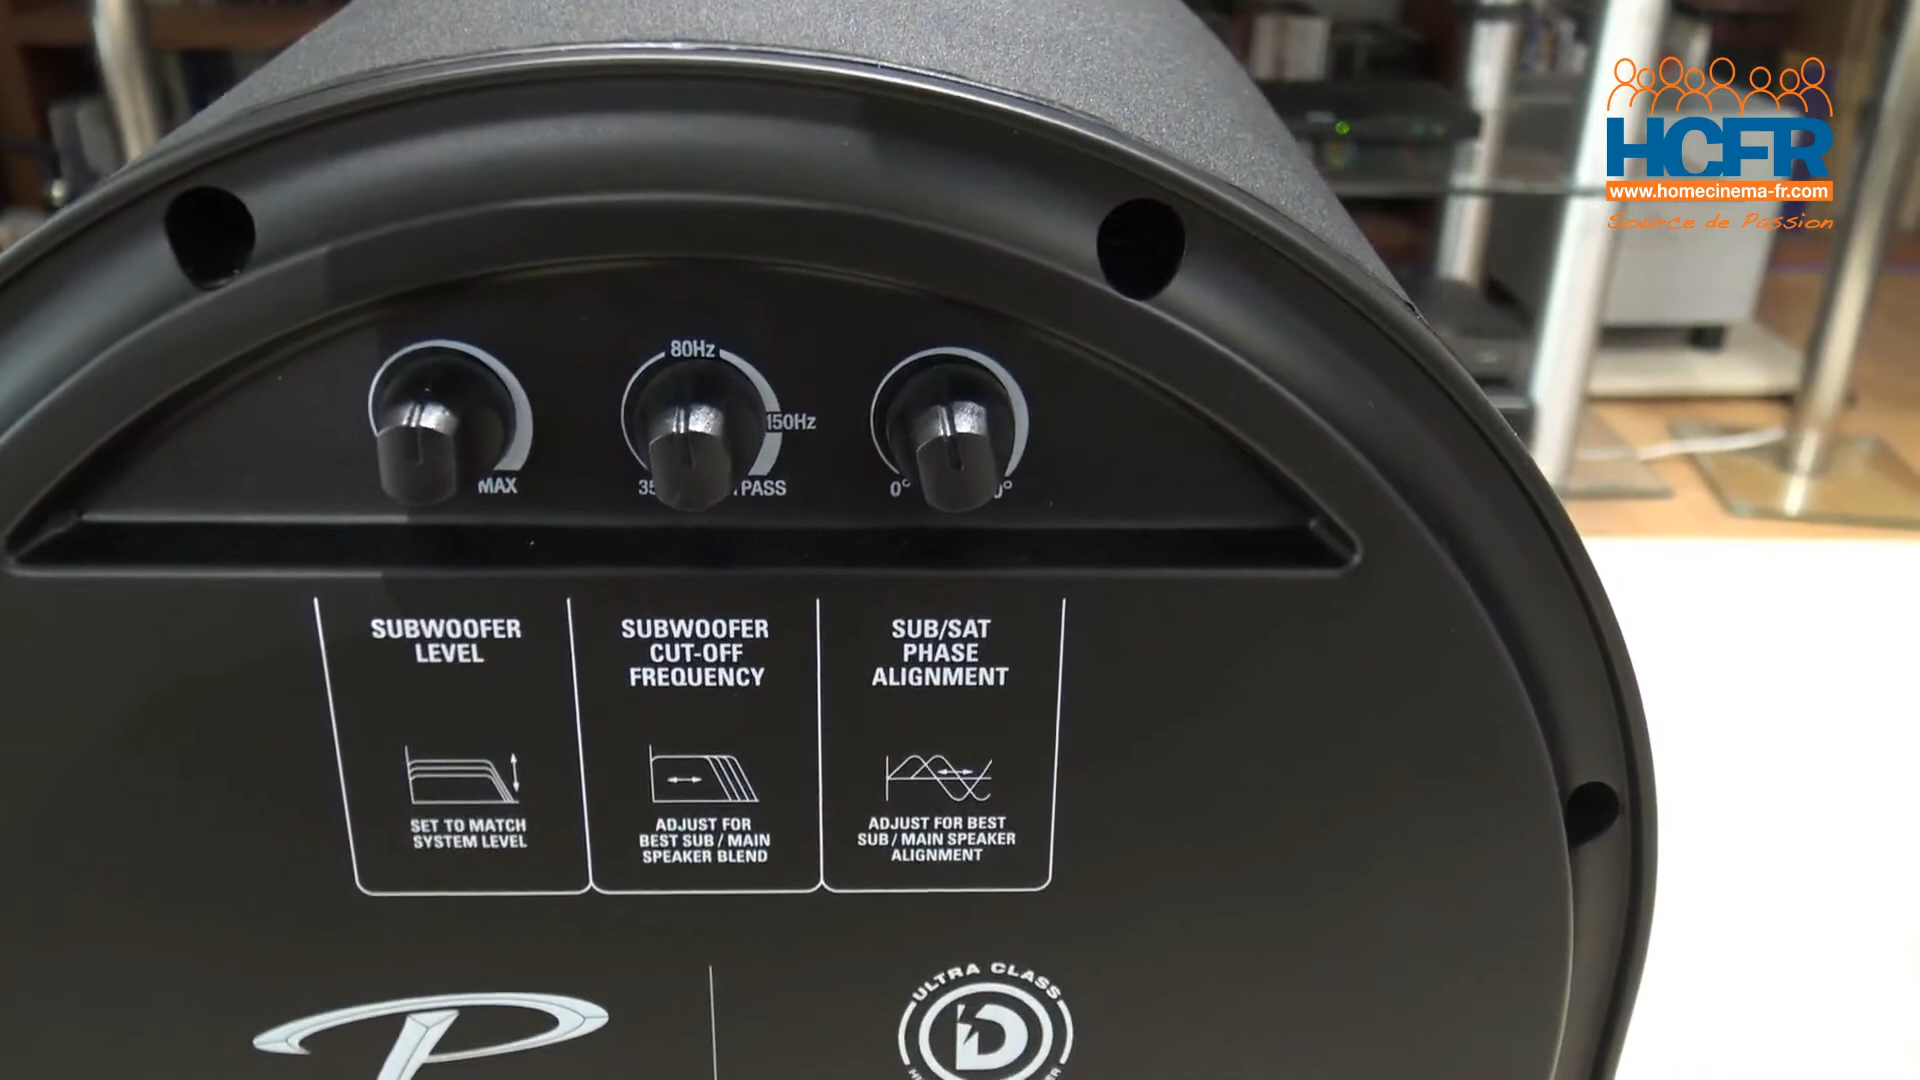 HCFR
www.homecinema-fr.com
Source de Passion
80Hz
150Hz
MAX
PASS
0°
SUBWOOFER
LEVEL
SUBWOOFER
CUT-OFF
FREQUENCY
SUB/SAT
PHASE
ALIGNMENT
SET TO MATCH
SYSTEM LEVEL
ADJUST FOR
BEST SUB / MAIN
SPEAKER BLEND
ADJUST FOR BEST
SUB / MAIN SPEAKER
ALIGNMENT
ULTRA CLASS
D